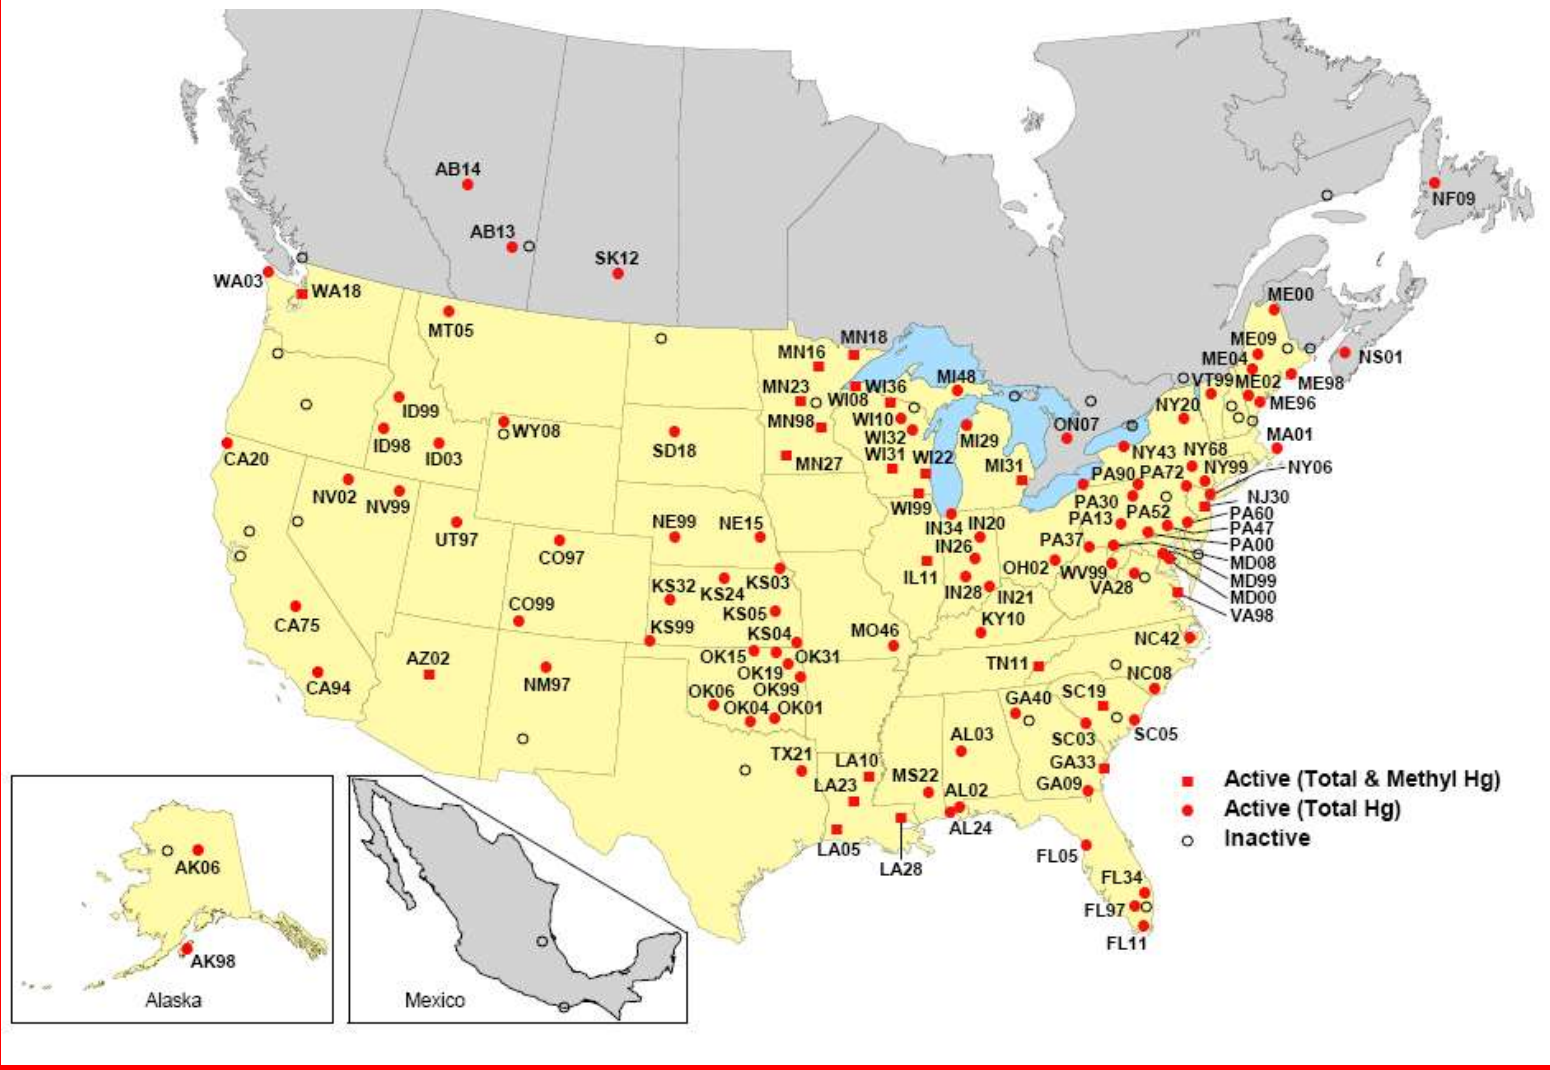 AB14
NF09
AB13
SK12
WA03
WA18
ME00
MT05
MN18
ME09
NS01
MN16
ME04
MI48
VT99
ME02
ME98
MN23
WI08
WI36
ID99
NY20
ME96
WY08
MN98
WI10
ON07
ID98
WI32
MI29
MA01
SD18
CA20
ID03
WI31
WI22
NY43
NY68
MN27
MI31
PA90
PA72
NY99
NY06
NV02
NV99
WI99
PA30
NJ30
NE99
NE15
IN34
IN20
PA13
PA52
PA60
UT97
PA37
PA47
CO97
IN26
PA00
OH02
WV99
MD08
IL11
KS32
KS24
KS03
IN28
IN21
VA28
MD99
MD00
CO99
KS05
KY10
VA98
CA75
KS99
KS04
MO46
NC42
AZ02
OK15
OK31
TN11
NC08
CA94
NM97
OK19
OK06
OK99
SC19
OK04
OK01
GA40
AL03
SC03
SC05
TX21
LA10
GA33
Active (Total & Methyl Hg)
LA23
MS22
AL02
GA09
Active (Total Hg)
AL24
Inactive
LA05
FL05
LA28
AK06
FL34
FL97
FL11
AK98
Alaska
Mexico